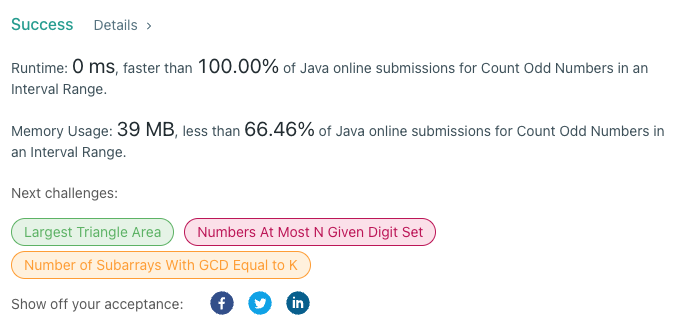 Success Details >
Runtime: 0 ms, faster than 100.00% of Java online submissions for Count Odd Numbers in an
Interval Range.
Memory Usage: 39 MB, less than 66.46% of Java online submissions for Count Odd Numbers in
an Interval Range.
Next challenges:
Largest Triangle Area Numbers At Most N Given Digit Set
Number of Subarrays With GCD Equal to K
Show off your acceptance: f in